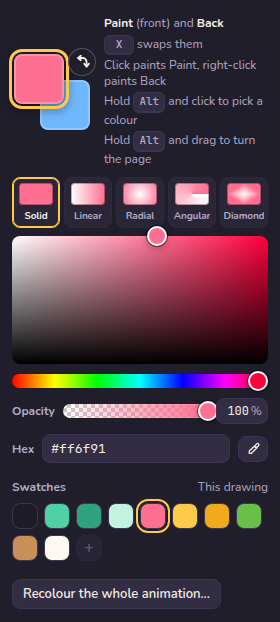 Paint (front) and Back
X swaps them
Click paints Paint, right-click
paints Back
Hold Alt and click to pick a
colour
Hold Alt and drag to turn
the page
Solid Linear Radial Angular Diamond
Opacity 100 %
Hex #ff6f91
Swatches This drawing
+
Recolour the whole animation...